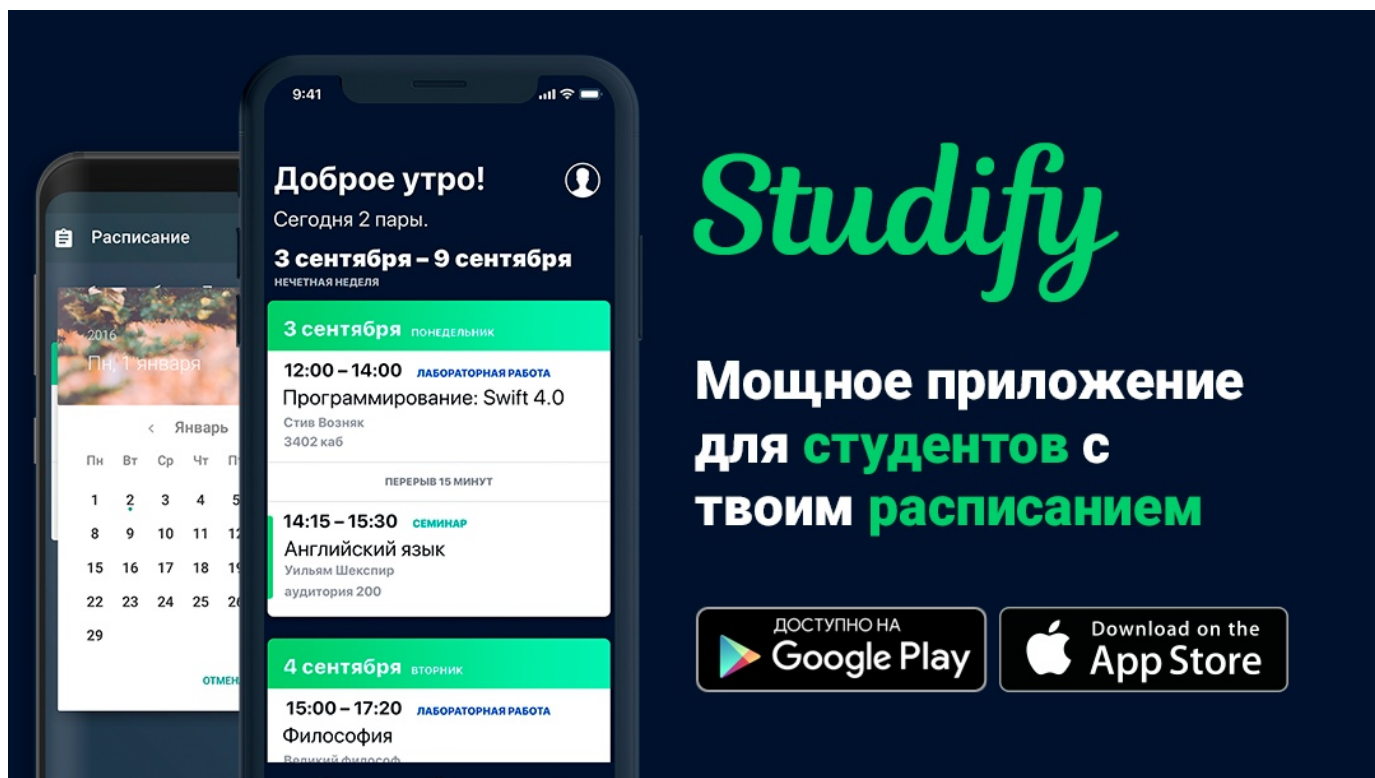 Расписание
2016
Пн, 1 января
Январь
Пн Вт Ср Чт
1 2 3 4 5
8 9 10 11
15 16 17 18
22 23 24 25
29
9:41
Доброе утро!
Сегодня 2 пары.
3 сентября – 9 сентября
НЕЧЕТНАЯ НЕДЕЛЯ
3 сентября ПОНЕДЕЛЬНИК
12:00 – 14:00 ЛАБОРАТОРНАЯ РАБОТА
Программирование: Swift 4.0
Стив Возняк
3402 каб
ПЕРЕРЫВ 15 МИНУТ
14:15 – 15:30 СЕМИНАР
Английский язык
Уильям Шекспир
аудитория 200
4 сентября ВТОРНИК
15:00 – 17:20 ЛАБОРАТОРНАЯ РАБОТА
Философия
Великий философ
Studify
Мощное приложение
для студентов с
твоим расписанием
ДОСТУПНО НА
Google Play
Download on the
App Store